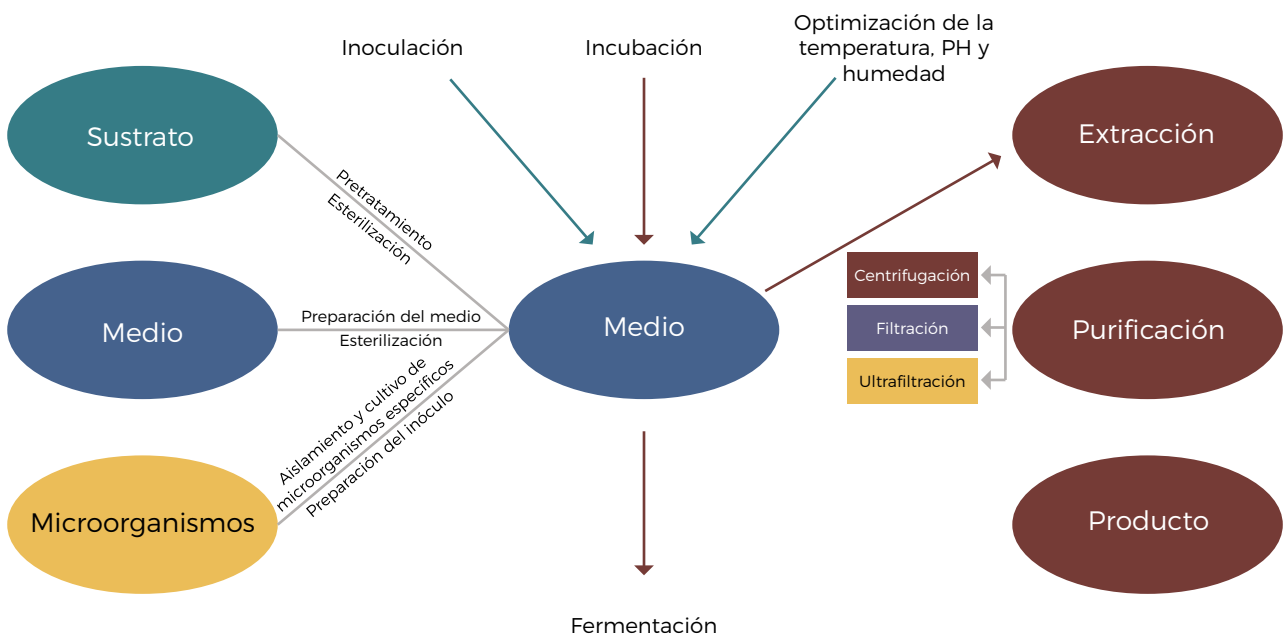 Inoculación
Incubación
Optimización de la
temperatura, PH y
humedad
Sustrato
Pretratamiento
Esterilización
Extracción
Medio
Preparación del medio
Esterilización
Medio
Centrifugación
Filtración
Ultrafiltración
Purificación
Microorganismos
Aislamiento y cultivo de
microorganismos específicos
Preparación del inóculo
Producto
Fermentación